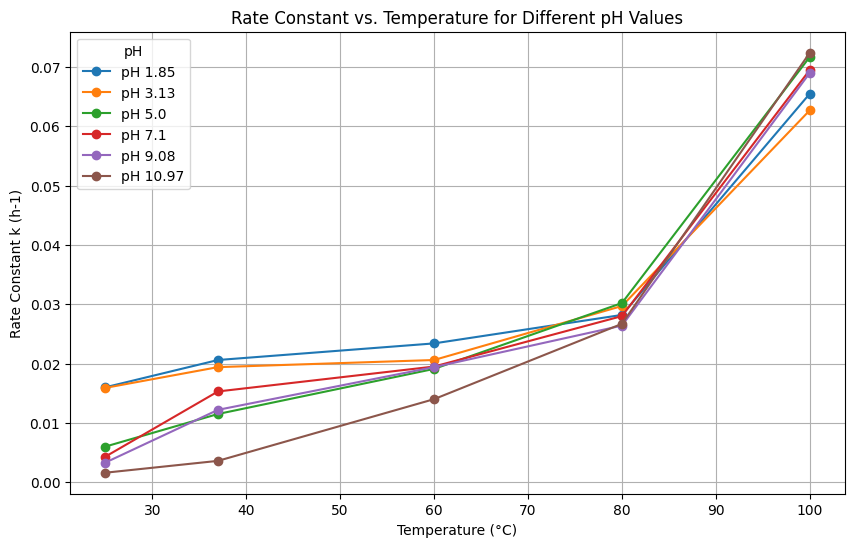 Rate Constant vs. Temperature for Different pH Values
pH
pH 1.85
pH 3.13
pH 5.0
pH 7.1
pH 9.08
pH 10.97
0.07
0.06
0.05
0.04
0.03
0.02
0.01
0.00
Rate Constant k (h-1)
30 40 50 60 70 80 90 100
Temperature (°C)